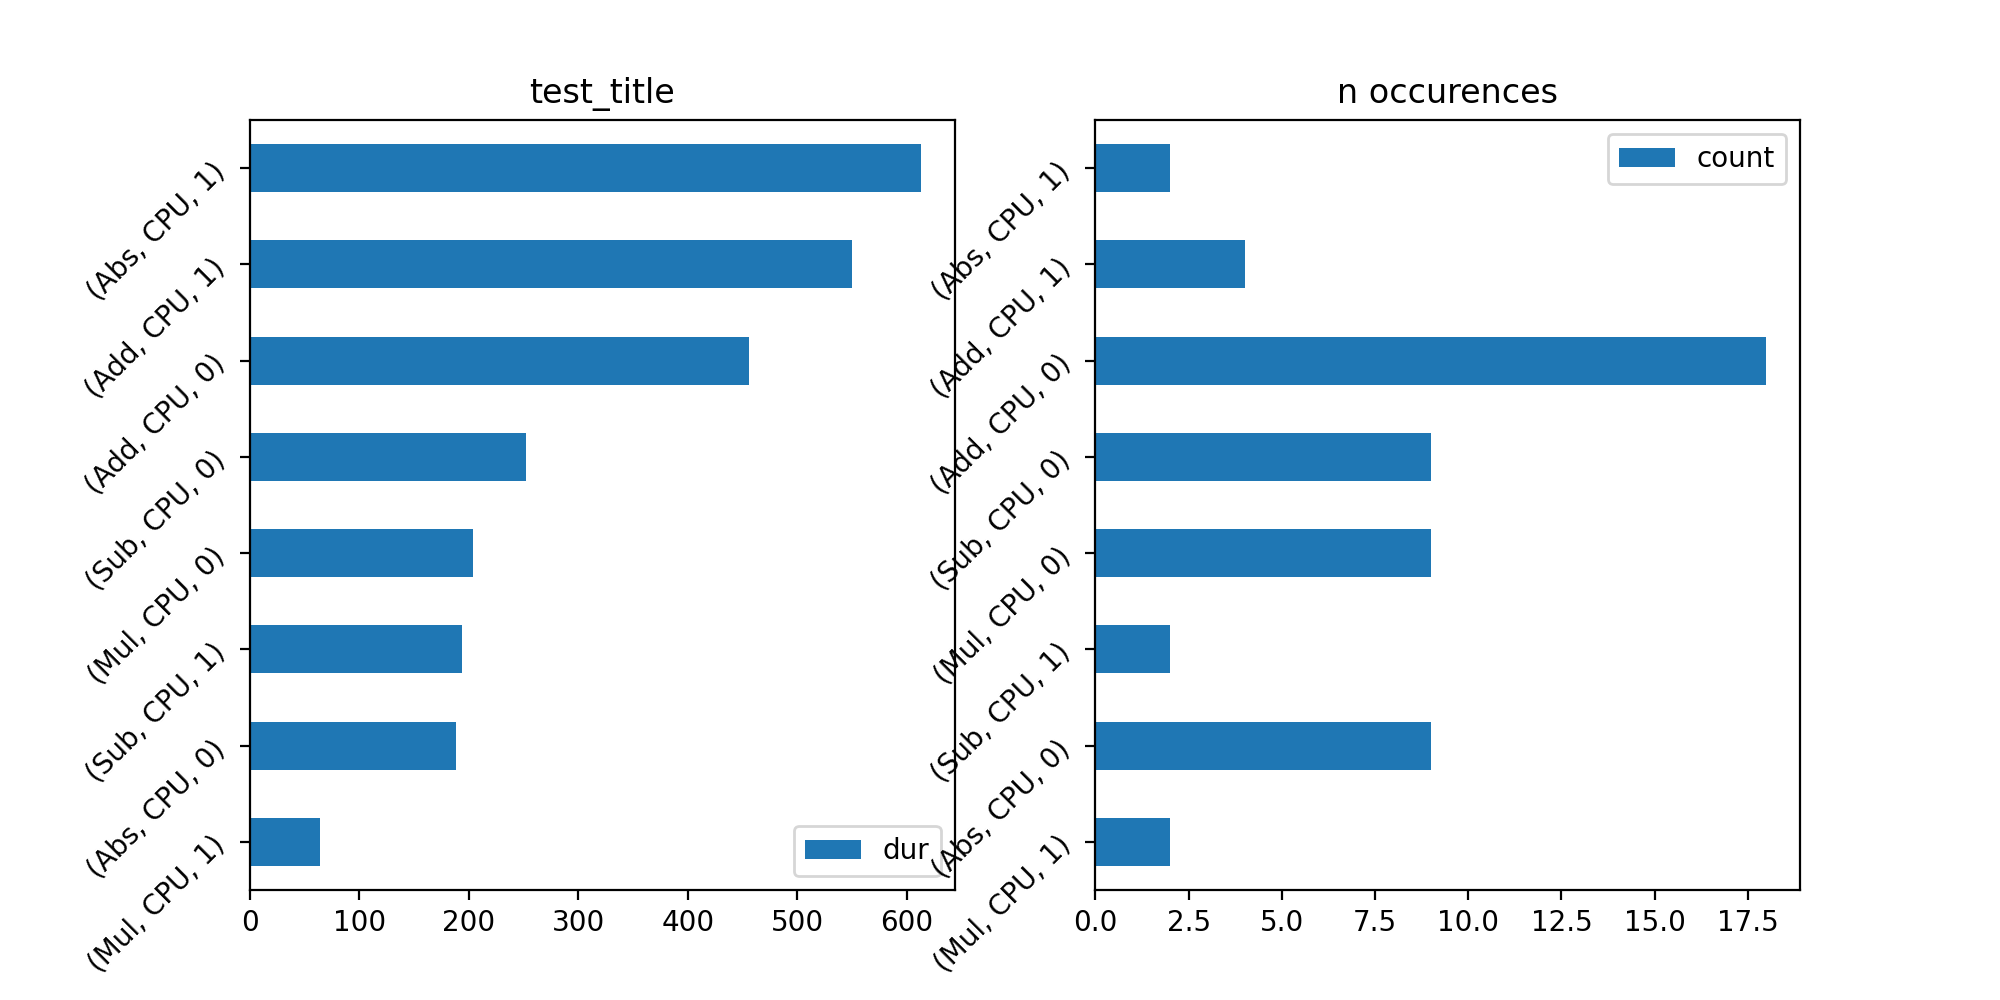 test_title
(Abs, CPU, 1)
(Add, CPU, 1)
(Add, CPU, 0)
(Sub, CPU, 0)
(Mul, CPU, 0)
(Sub, CPU, 1)
(Abs, CPU, 0)
(Mul, CPU, 1)
dur
0 100 200 300 400 500 600
n occurences
count
(Abs, CPU, 1)
(Add, CPU, 1)
(Add, CPU, 0)
(Sub, CPU, 0)
(Mul, CPU, 0)
(Sub, CPU, 1)
(Abs, CPU, 0)
(Mul, CPU, 1)
0.0 2.5 5.0 7.5 10.0 12.5 15.0 17.5